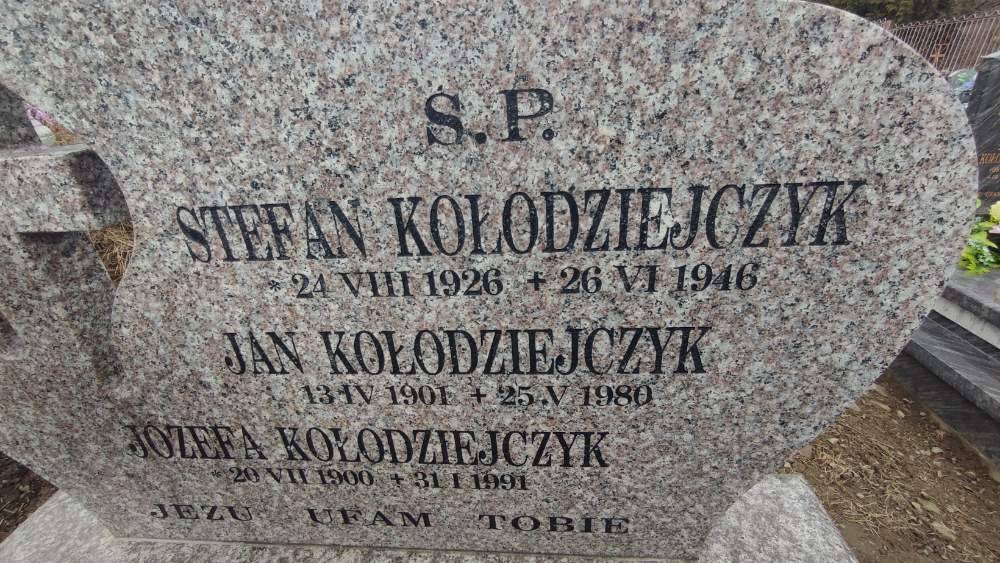 S.P.
STEFAN KOŁODZIEJCZYK
* 24 VIII 1926 + 26 VI 1946
JAN KOŁODZIEJCZYK
13 IV 1901 + 25 V 1980
JÓZEFA KOŁODZIEJCZYK
* 20 VII 1900 + 31 I 1991
JEZU UFAM TOBIE